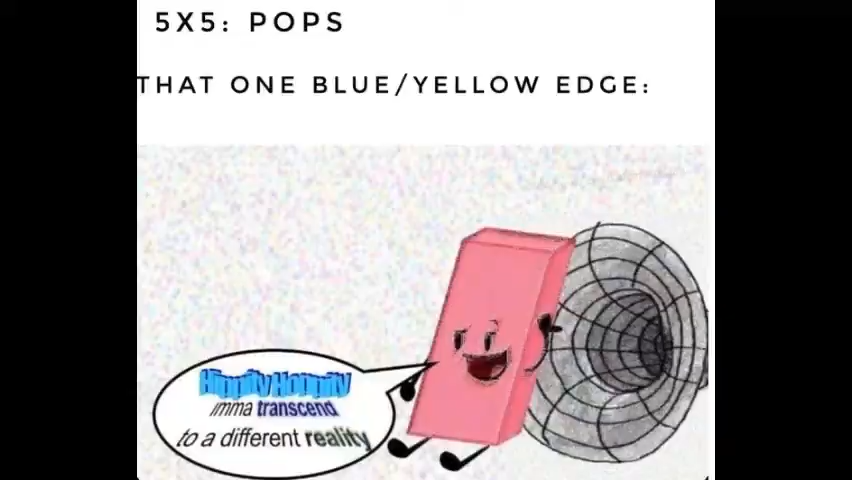 5X5: POPS
THAT ONE BLUE/YELLOW EDGE:
Hippity Hoppity
imma transcend
to a different reality